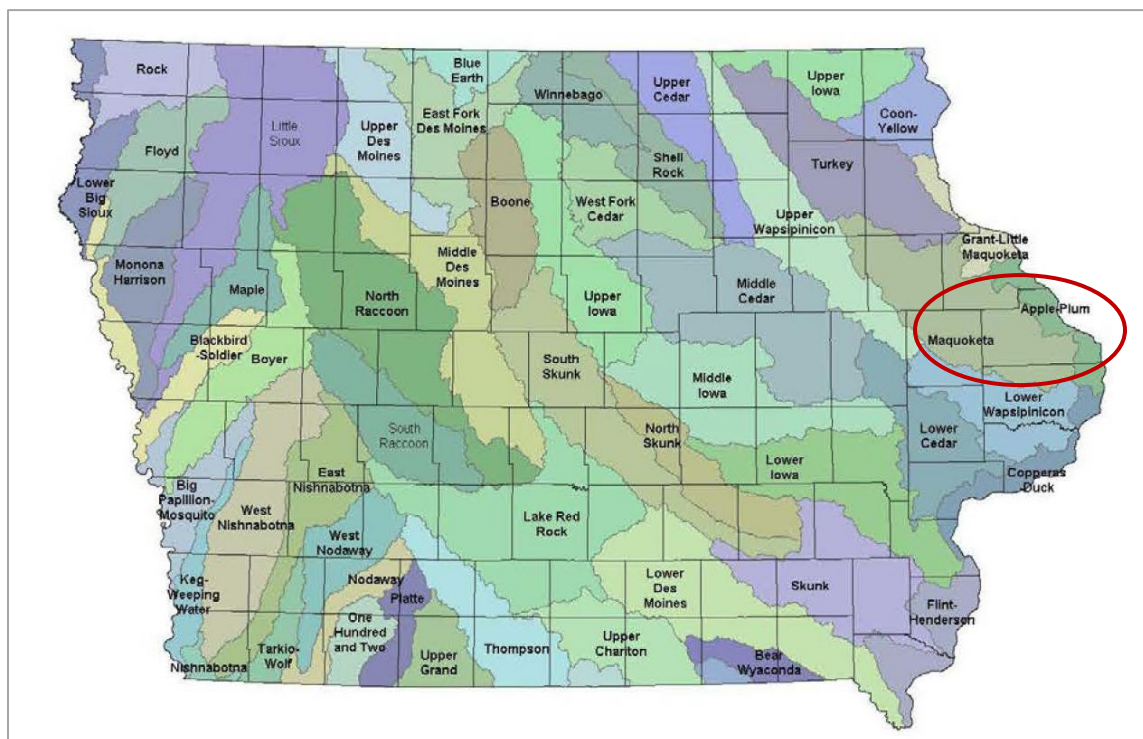 Rock
Little
Sioux
Blue
Earth
East Fork
Des Moines
Winnebago
Upper
Cedar
Upper
Iowa
Coon-
Yellow
Floyd
Upper
Des
Moines
Shell
Rock
Turkey
Lower
Big
Sioux
Boone
West Fork
Cedar
Upper
Wapsipinicon
Monona
Harrison
Maple
North
Raccoon
Middle
Des
Moines
Upper
Iowa
Middle
Cedar
Grant-Little
Maquoketa
Apple-Plum
Maquoketa
Blackbird
-Soldier
Boyer
South
Skunk
Middle
Iowa
Lower
Wapsipinicon
South
Raccoon
North
Skunk
Lower
Cedar
Lower
Iowa
Copperas
-Duck
Big
Papillion-
Mosquito
West
Nishnabotna
East
Nishnabotna
West
Nodaway
Lake Red
Rock
Keg-
Weeping
Water
Nodaway
Platte
One
Hundred
and Two
Lower
Des
Moines
Skunk
Flint-
Henderson
Nishnabotna
Tarkio-
Wolf
Upper
Grand
Thompson
Upper
Chariton
Bear
Wyaconda